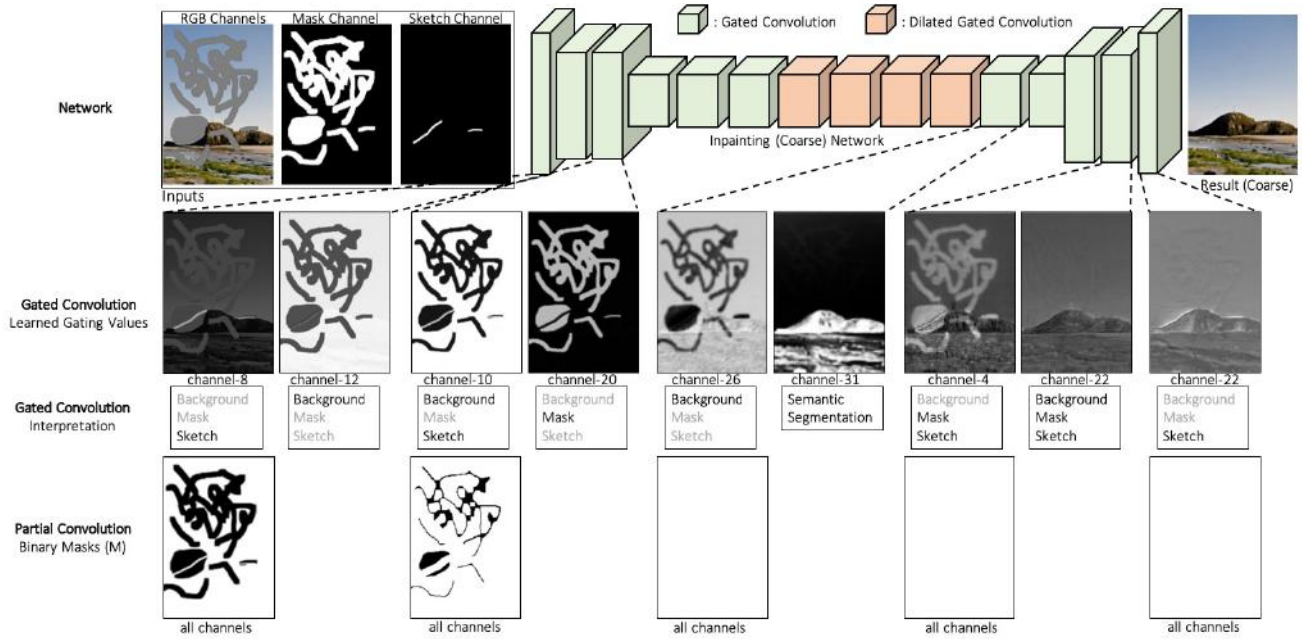 RGB Channels
Mask Channel
Sketch Channel
: Gated Convolution
: Dilated Gated Convolution
Network
Inpainting (Coarse) Network
Inputs
Result (Coarse)
Gated Convolution
Learned Gating Values
channel-8
channel-12
channel-10
channel-20
channel-26
channel-31
channel-4
channel-22
channel-22
Gated Convolution
Interpretation
Background
Mask
Sketch
Background
Mask
Sketch
Background
Mask
Sketch
Background
Mask
Sketch
Background
Mask
Sketch
Semantic
Segmentation
Background
Mask
Sketch
Background
Mask
Sketch
Background
Mask
Sketch
Partial Convolution
Binary Masks (M)
all channels
all channels
all channels
all channels
all channels